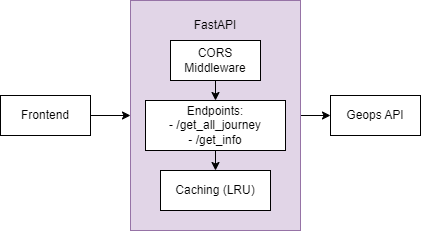 FastAPI
CORS
Middleware
Frontend
Endpoints:
- /get_all_journey
- /get_info
Geops API
Caching (LRU)